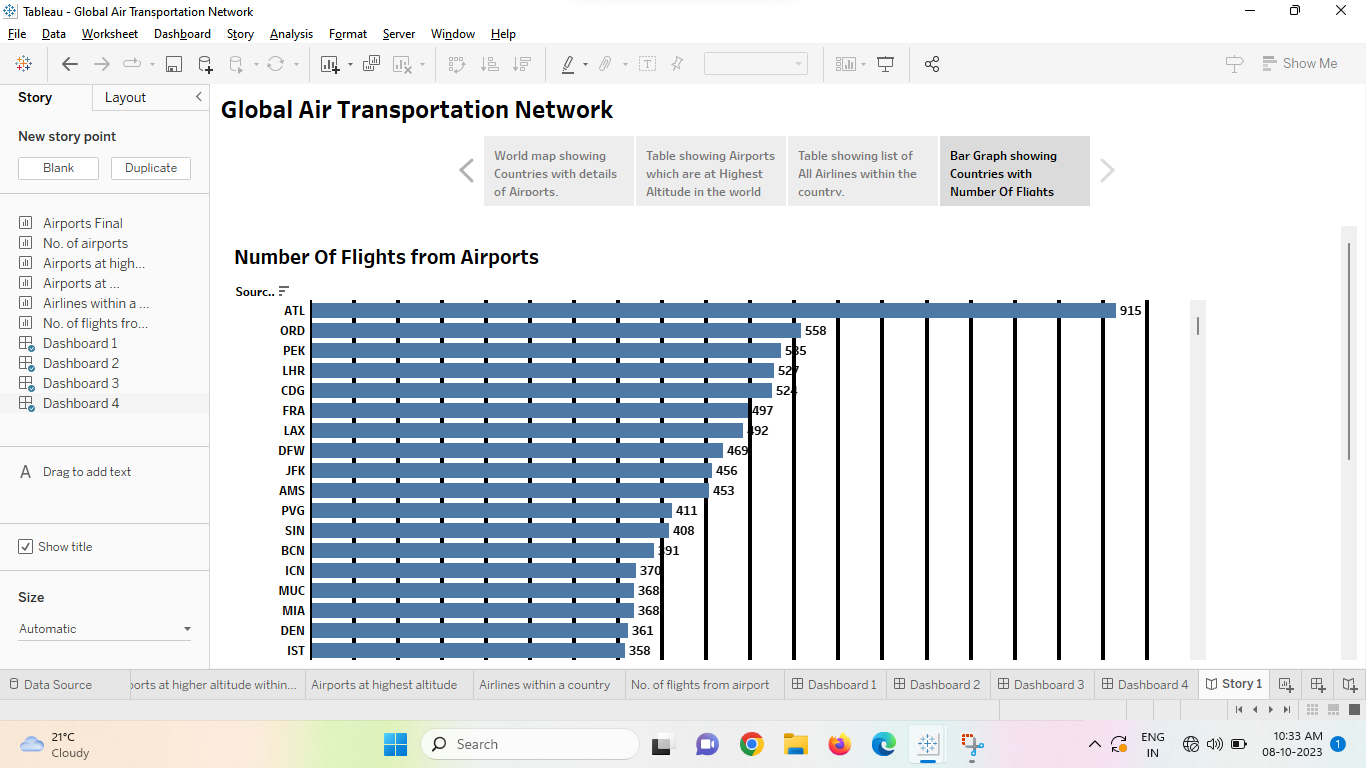 Tableau - Global Air Transportation Network
File Data Worksheet Dashboard Story Analysis Format Server Window Help
Show Me
Story Layout
New story point
Blank Duplicate
Airports Final
No. of airports
Airports at high...
Airports at ...
Airlines within a ...
No. of flights fro...
Dashboard 1
Dashboard 2
Dashboard 3
Dashboard 4
A Drag to add text
Show title
Size
Automatic
Global Air Transportation Network
World map showing
Countries with details
of Airports.
Table showing Airports
which are at Highest
Altitude in the world
Table showing list of
All Airlines within the
country.
Bar Graph showing
Countries with
Number Of Flights
Number Of Flights from Airports
Sourc..
ATL 915
ORD 558
PEK 535
LHR 527
CDG 524
FRA 497
LAX 492
DFW 469
JFK 456
AMS 453
PVG 411
SIN 408
BCN 391
ICN 370
MUC 368
MIA 368
DEN 361
IST 358
Data Source ports at higher altitude within... Airports at highest altitude Airlines within a country No. of flights from airport Dashboard 1 Dashboard 2 Dashboard 3 Dashboard 4 Story 1
21°C
Cloudy
Search
ENG
IN
10:33 AM
08-10-2023
1